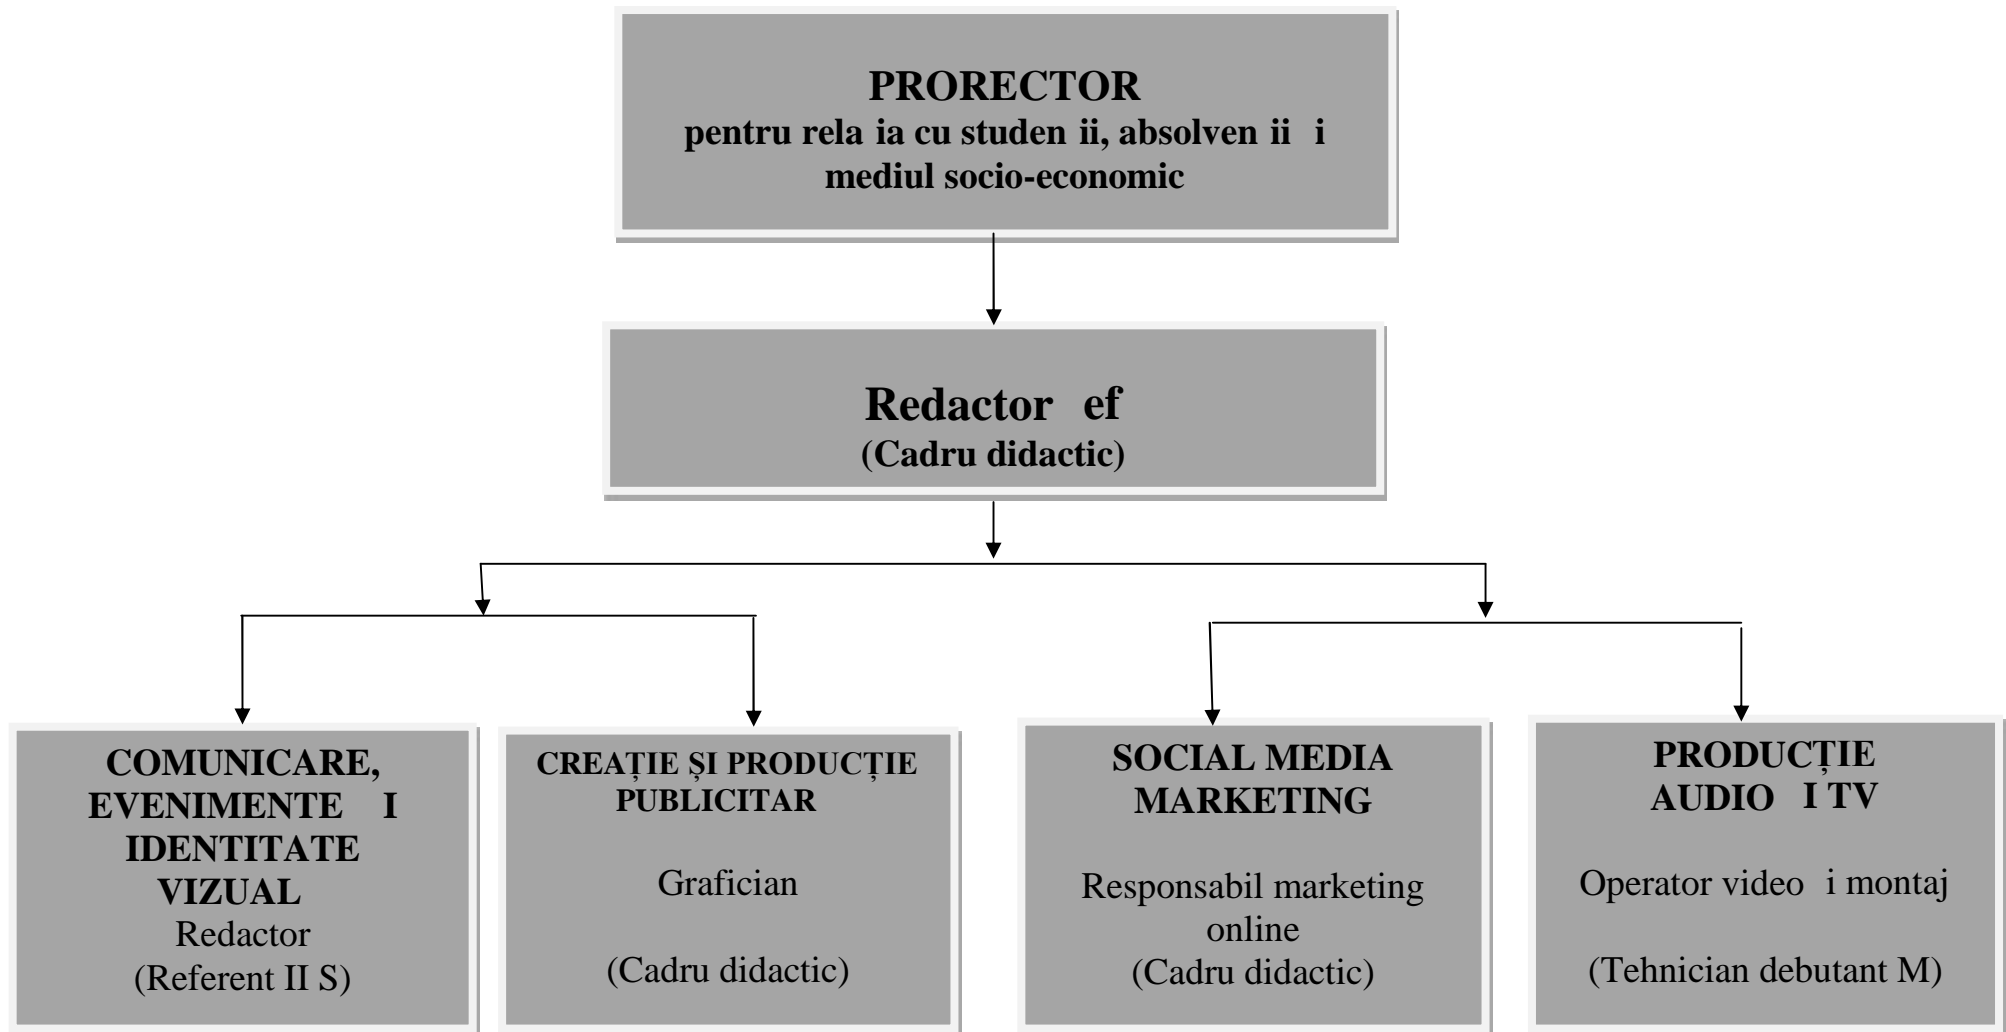 PRORECTOR
pentru rela ia cu studen ii, absolven ii i
mediul socio-economic
Redactor ef
(Cadru didactic)
COMUNICARE,
EVENIMENTE I
IDENTITATE
VIZUAL
Redactor
(Referent II S)
CREAȚIE ȘI PRODUCȚIE
PUBLICITAR
Grafician
(Cadru didactic)
SOCIAL MEDIA
MARKETING
Responsabil marketing
online
(Cadru didactic)
PRODUCȚIE
AUDIO I TV
Operator video i montaj
(Tehnician debutant M)